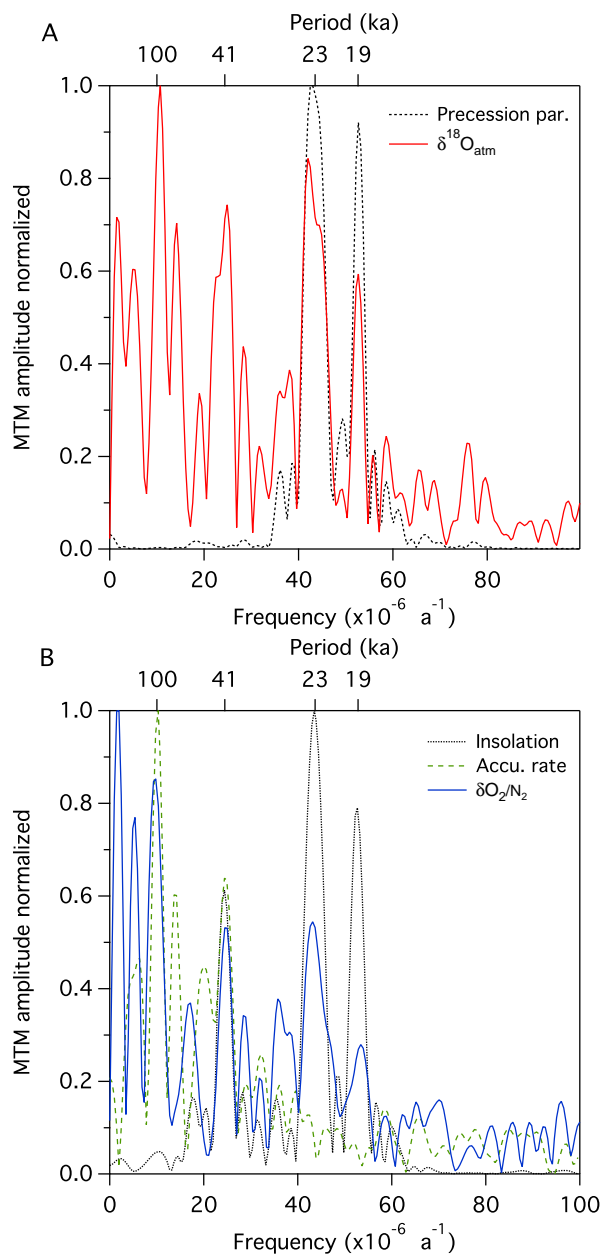 A
Period (ka)
100 41 23 19
1.0
0.8
0.6
0.4
0.2
0.0
MTM amplitude normalized
Precession par.
δ¹⁸Oatm
0 20 40 60 80
Frequency (x10⁻⁶ a⁻¹)
B
Period (ka)
100 41 23 19
1.0
0.8
0.6
0.4
0.2
0.0
MTM amplitude normalized
Insolation
Accu. rate
δO₂/N₂
0 20 40 60 80 100
Frequency (x10⁻⁶ a⁻¹)